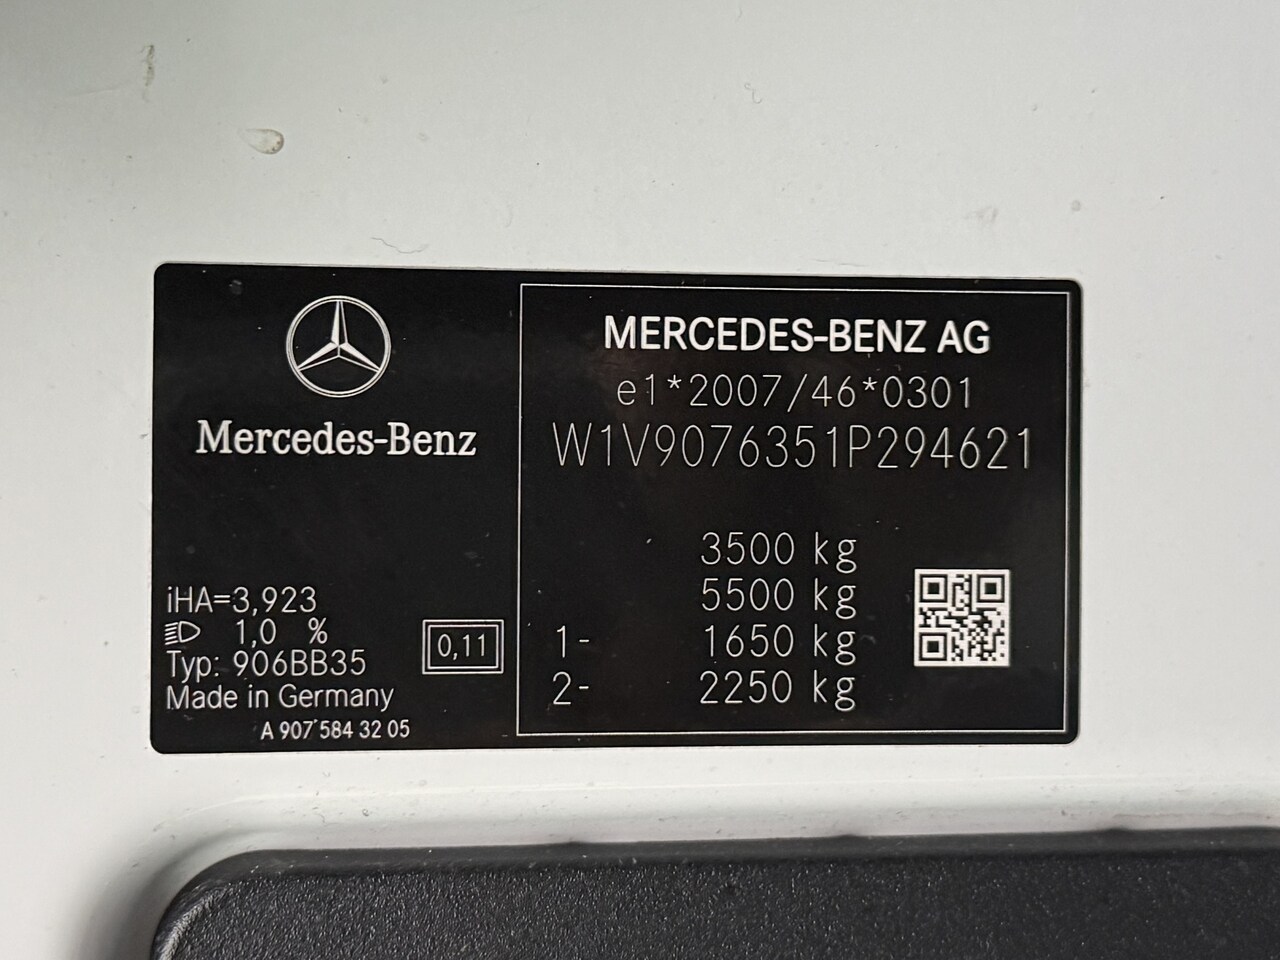 Mercedes-Benz
iHA=3,923
1,0 %
Typ: 906BB35
Made in Germany
A 907 584 32 05
0,11
MERCEDES-BENZ AG
e1*2007/46*0301
W1V9076351P294621
3500 kg
5500 kg
1- 1650 kg
2- 2250 kg